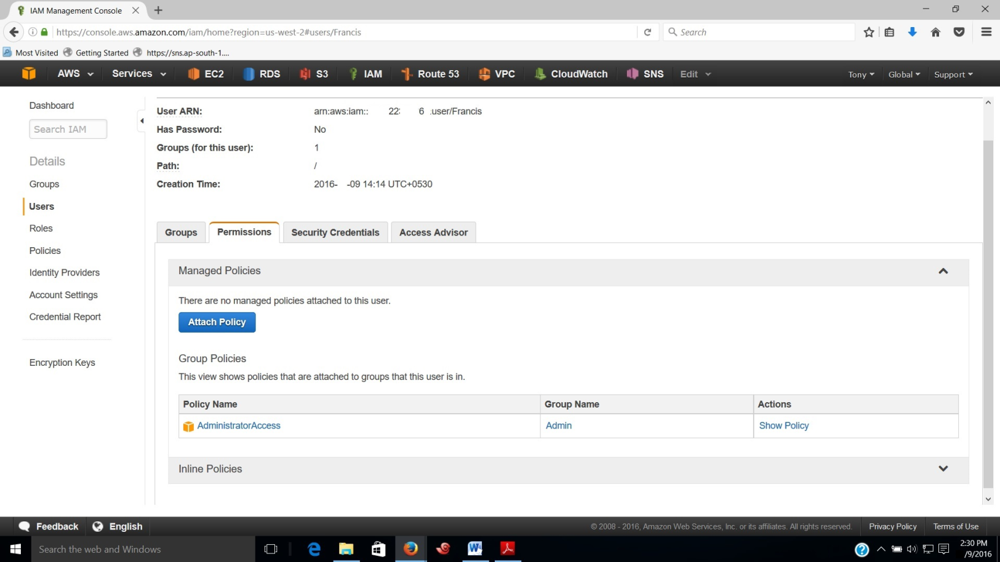 IAM Management Console
https://console.aws.amazon.com/iam/home?region=us-west-2#users/Francis
Search
Most Visited
Getting Started
https://sns.ap-south-1....
AWS
Services
EC2
RDS
S3
IAM
Route 53
VPC
CloudWatch
SNS
Edit
Tony
Global
Support
Dashboard
Search IAM
Details
Groups
Users
Roles
Policies
Identity Providers
Account Settings
Credential Report
Encryption Keys
User ARN: arn:aws:iam:: 22: 6 :user/Francis
Has Password: No
Groups (for this user): 1
Path: /
Creation Time: 2016- -09 14:14 UTC+0530
Groups
Permissions
Security Credentials
Access Advisor
Managed Policies
There are no managed policies attached to this user.
Attach Policy
Group Policies
This view shows policies that are attached to groups that this user is in.
Policy Name Group Name Actions
AdministratorAccess Admin Show Policy
Inline Policies
Feedback
English
© 2008 - 2016, Amazon Web Services, Inc. or its affiliates. All rights reserved.
Privacy Policy
Terms of Use
Search the web and Windows
2:30 PM
/9/2016